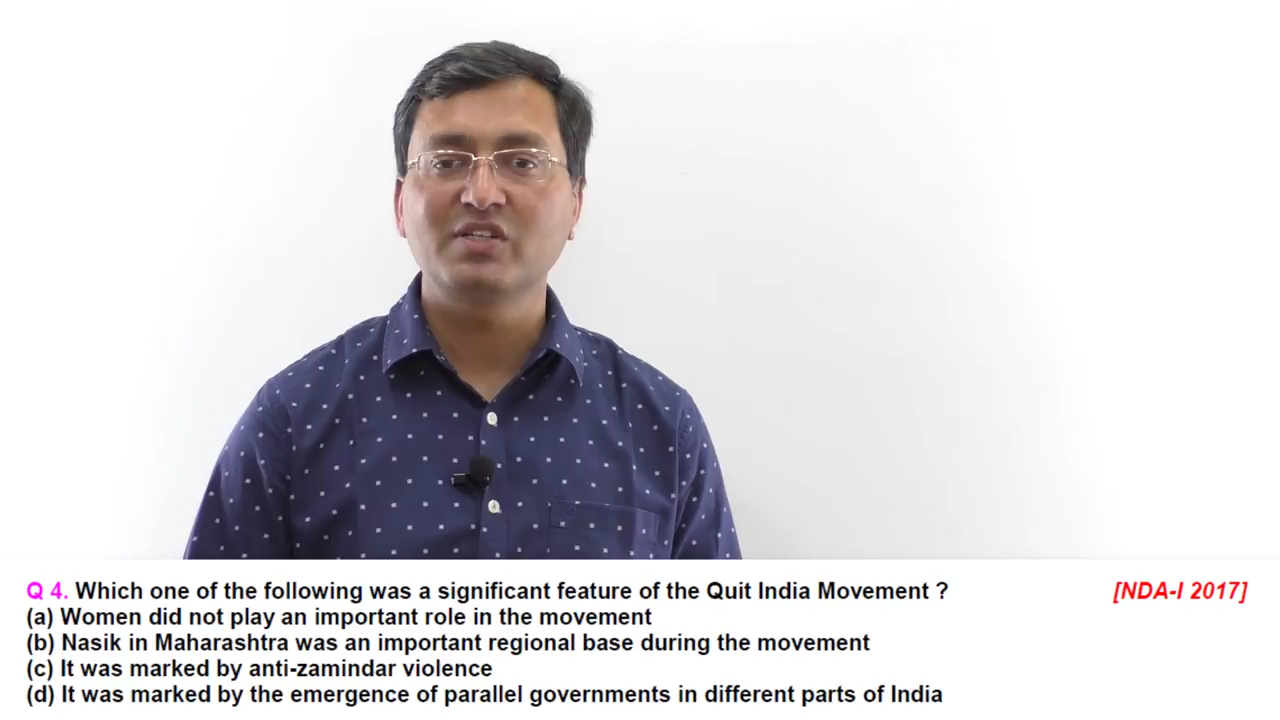 Q 4. Which one of the following was a significant feature of the Quit India Movement ? [NDA-I 2017]
(a) Women did not play an important role in the movement
(b) Nasik in Maharashtra was an important regional base during the movement
(c) It was marked by anti-zamindar violence
(d) It was marked by the emergence of parallel governments in different parts of India